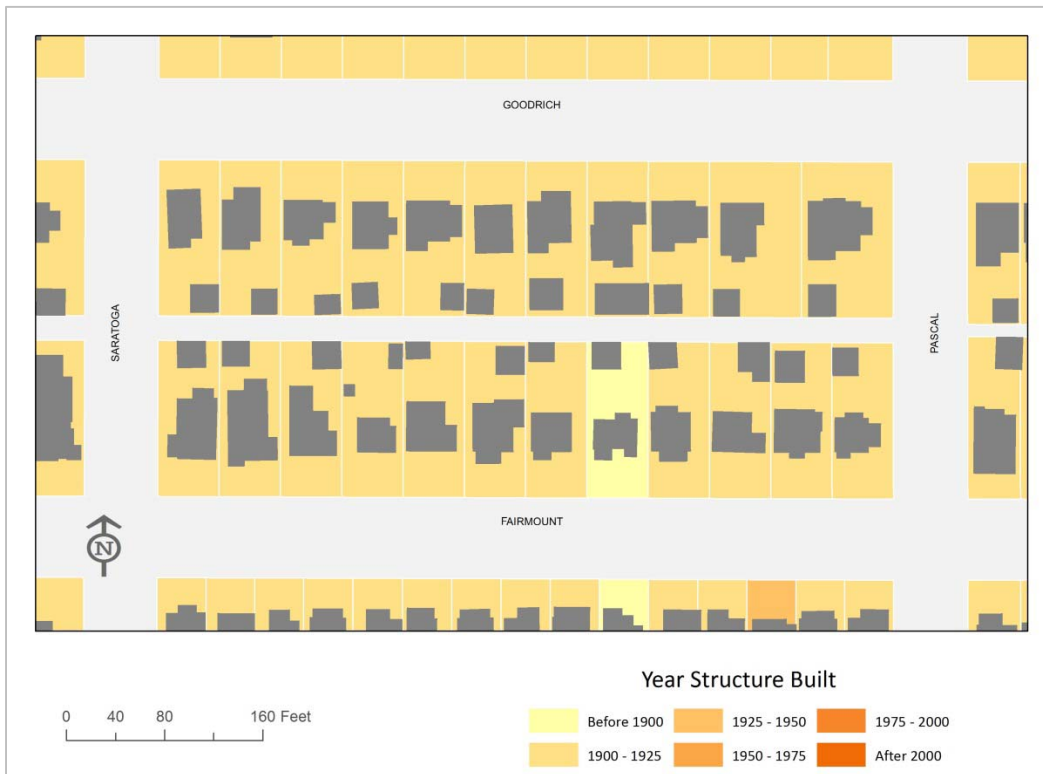 GOODRICH
SARATOGA
PASCAL
FAIRMOUNT
N
Year Structure Built
0 40 80 160 Feet
Before 1900 1925 - 1950 1975 - 2000
1900 - 1925 1950 - 1975 After 2000